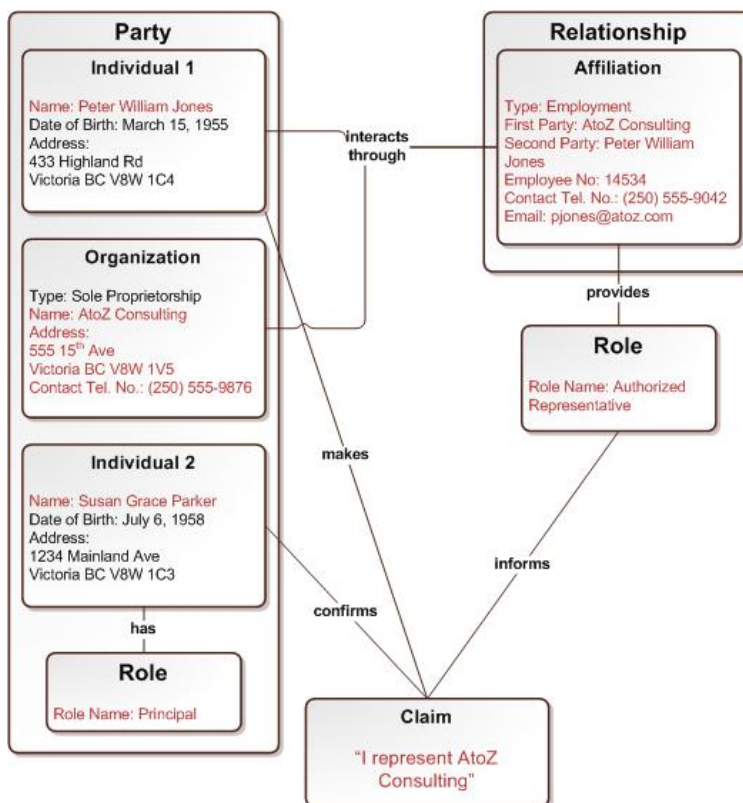 Party
Individual 1
Name: Peter William Jones
Date of Birth: March 15, 1955
Address:
433 Highland Rd
Victoria BC V8W 1C4
Organization
Type: Sole Proprietorship
Name: AtoZ Consulting
Address:
555 15th Ave
Victoria BC V8W 1V5
Contact Tel. No.: (250) 555-9876
Individual 2
Name: Susan Grace Parker
Date of Birth: July 6, 1958
Address:
1234 Mainland Ave
Victoria BC V8W 1C3
has
Role
Role Name: Principal
interacts
through
makes
confirms
Relationship
Affiliation
Type: Employment
First Party: AtoZ Consulting
Second Party: Peter William
Jones
Employee No: 14534
Contact Tel. No.: (250) 555-9042
Email: pjones@atoz.com
provides
Role
Role Name: Authorized
Representative
informs
Claim
“I represent AtoZ
Consulting”